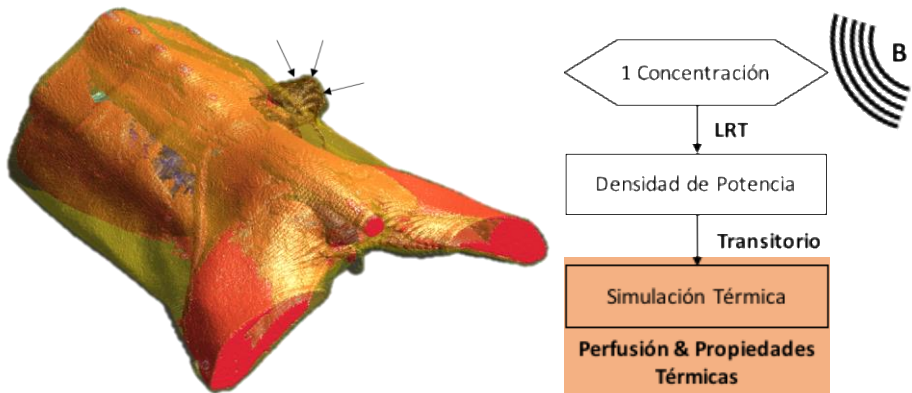 1 Concentración
B
LRT
Densidad de Potencia
Transitorio
Simulación Térmica
Perfusión & Propiedades
Térmicas